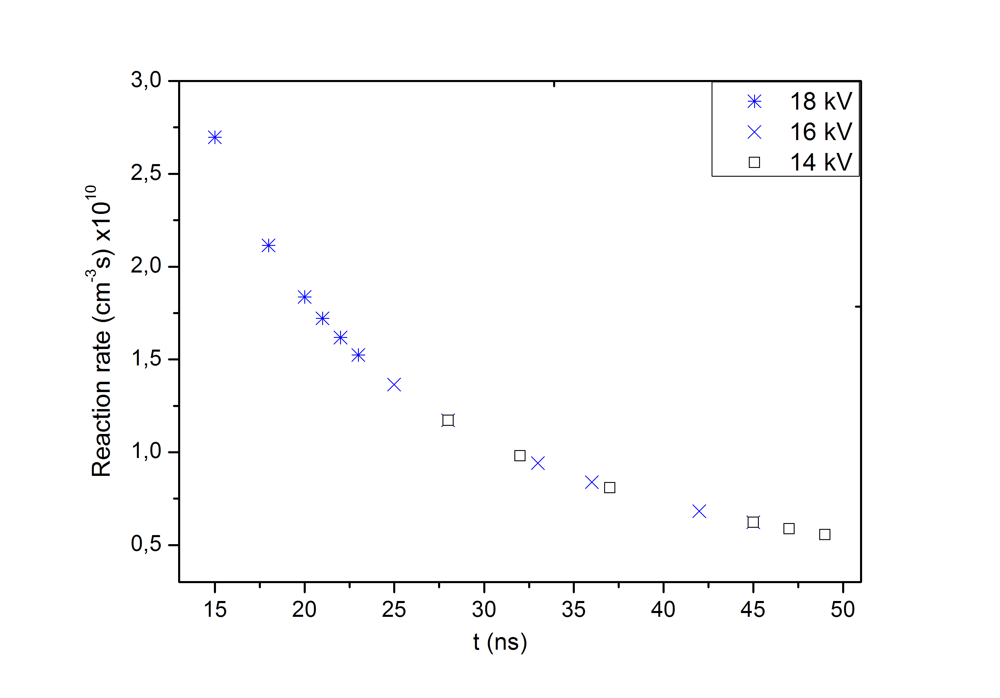 3,0
2,5
2,0
1,5
1,0
0,5
Reaction rate (cm⁻³s) x10¹⁰
18 kV
16 kV
14 kV
15 20 25 30 35 40 45 50
t (ns)